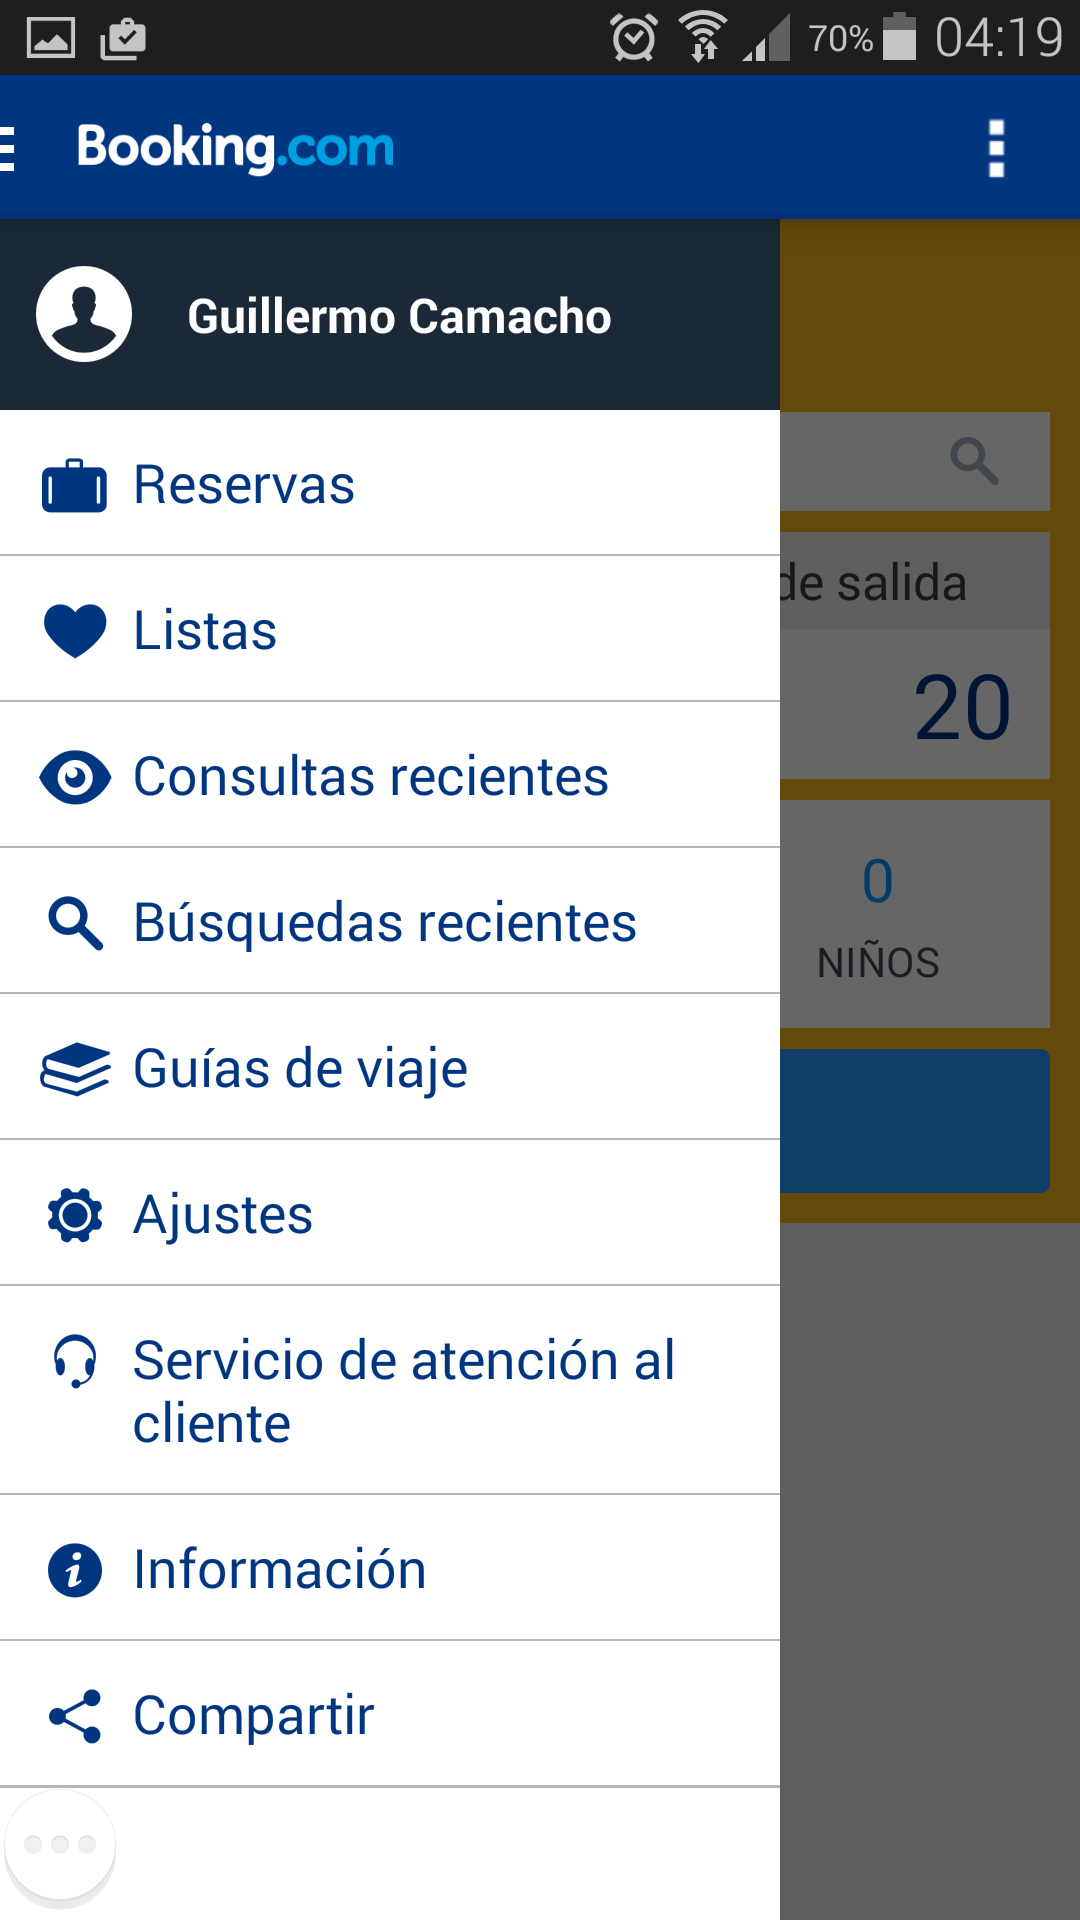 70% 04:19
Booking.com
Guillermo Camacho
Reservas
Listas
de salida
20
Consultas recientes
0
Búsquedas recientes
NIÑOS
Guías de viaje
Ajustes
Servicio de atención al
cliente
Información
Compartir